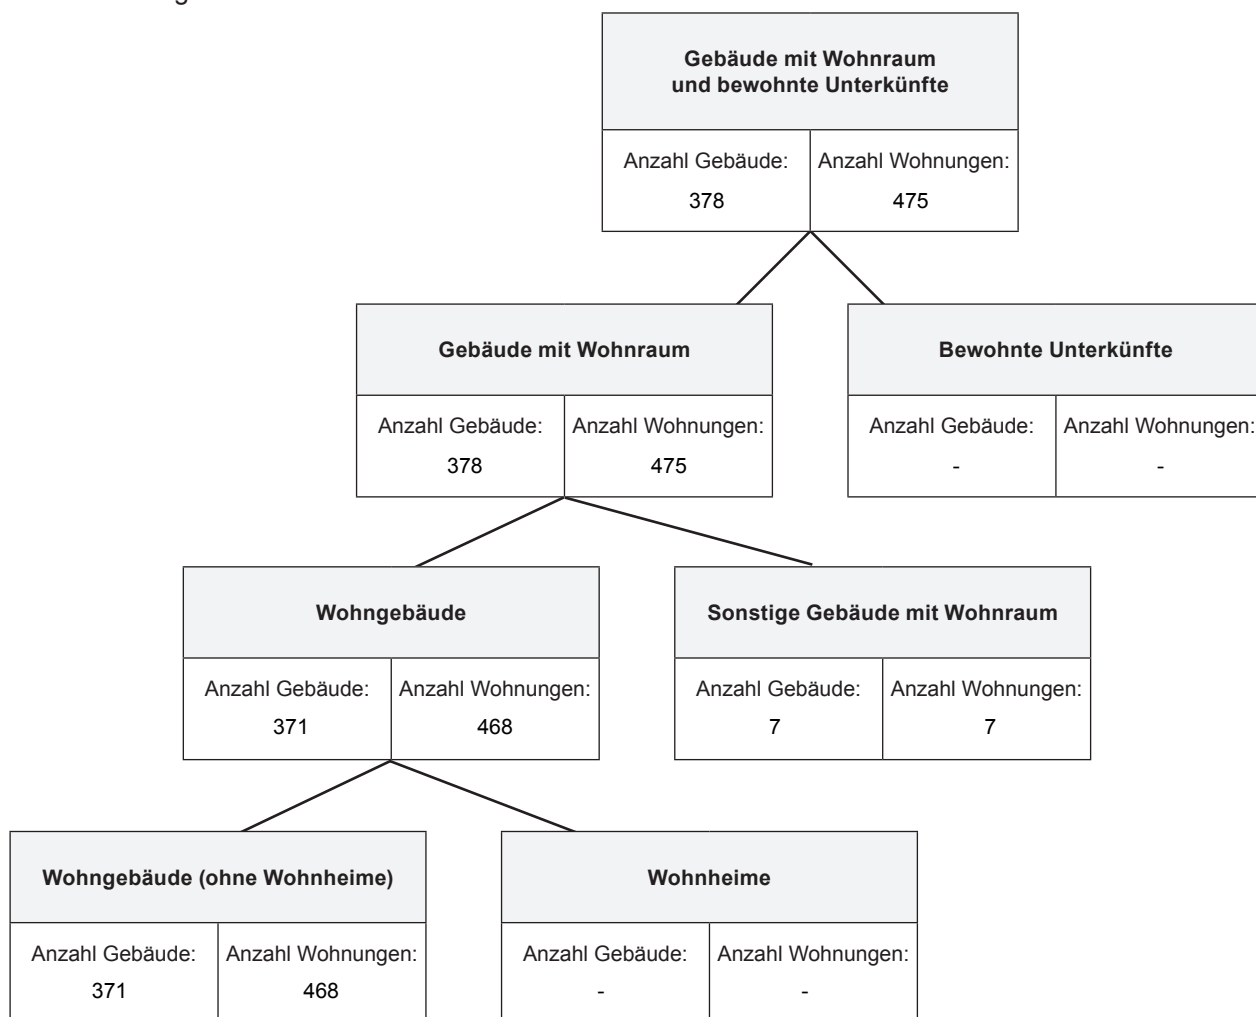 Gebäude mit Wohnraum
und bewohnte Unterkünfte
Anzahl Gebäude: Anzahl Wohnungen:
378 475
Gebäude mit Wohnraum
Bewohnte Unterkünfte
Anzahl Gebäude: Anzahl Wohnungen:
378 475
Anzahl Gebäude: Anzahl Wohnungen:
- -
Wohngebäude
Sonstige Gebäude mit Wohnraum
Anzahl Gebäude: Anzahl Wohnungen:
371 468
Anzahl Gebäude: Anzahl Wohnungen:
7 7
Wohngebäude (ohne Wohnheime)
Wohnheime
Anzahl Gebäude: Anzahl Wohnungen:
371 468
Anzahl Gebäude: Anzahl Wohnungen:
- -